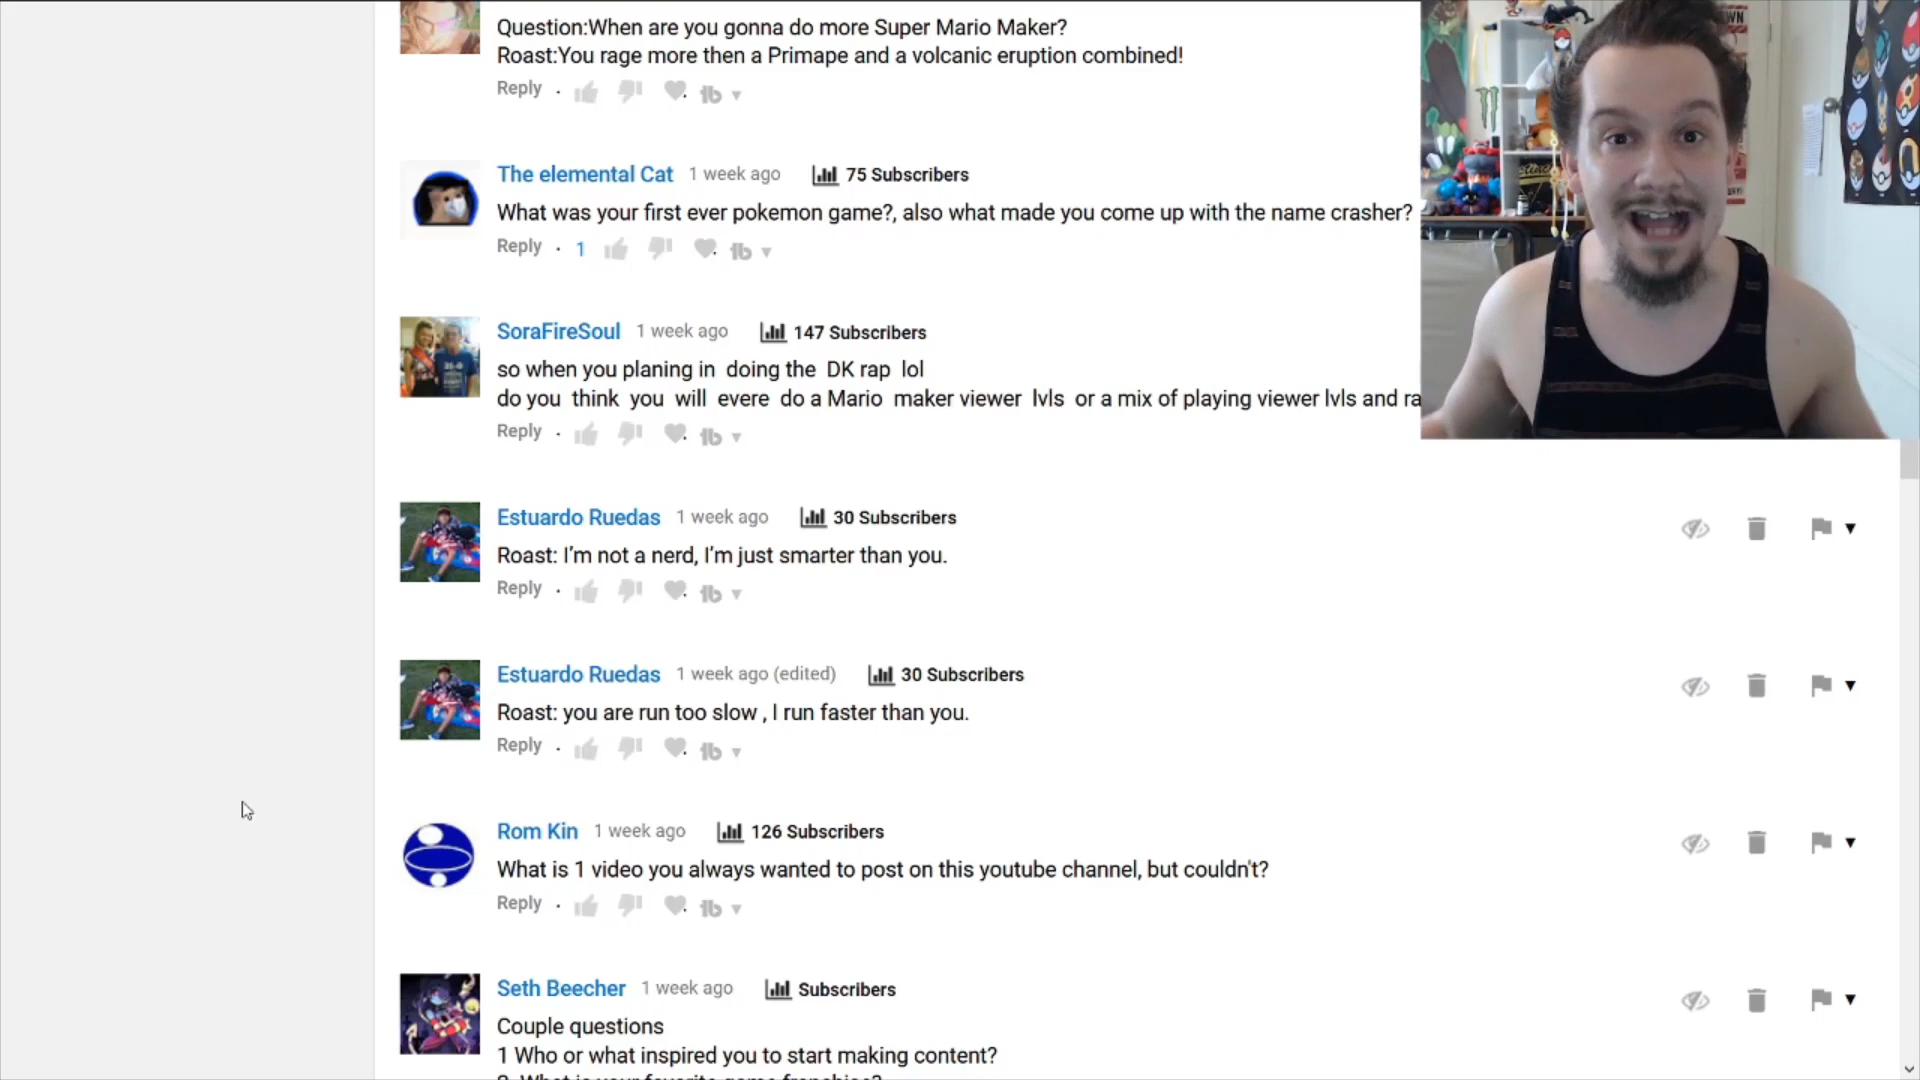 Question:When are you gonna do more Super Mario Maker?
Roast:You rage more then a Primape and a volcanic eruption combined!
Reply
The elemental Cat 1 week ago 75 Subscribers
What was your first ever pokemon game?, also what made you come up with the name crasher?
Reply · 1
SoraFireSoul 1 week ago 147 Subscribers
so when you planing in doing the DK rap lol
do you think you will evere do a Mario maker viewer lvls or a mix of playing viewer lvls and ra
Reply
Estuardo Ruedas 1 week ago 30 Subscribers
Roast: I’m not a nerd, I’m just smarter than you.
Reply
Estuardo Ruedas 1 week ago (edited) 30 Subscribers
Roast: you are run too slow , I run faster than you.
Reply
Rom Kin 1 week ago 126 Subscribers
What is 1 video you always wanted to post on this youtube channel, but couldn't?
Reply
Seth Beecher 1 week ago Subscribers
Couple questions
1 Who or what inspired you to start making content?
2 What is your favorite game franchise?